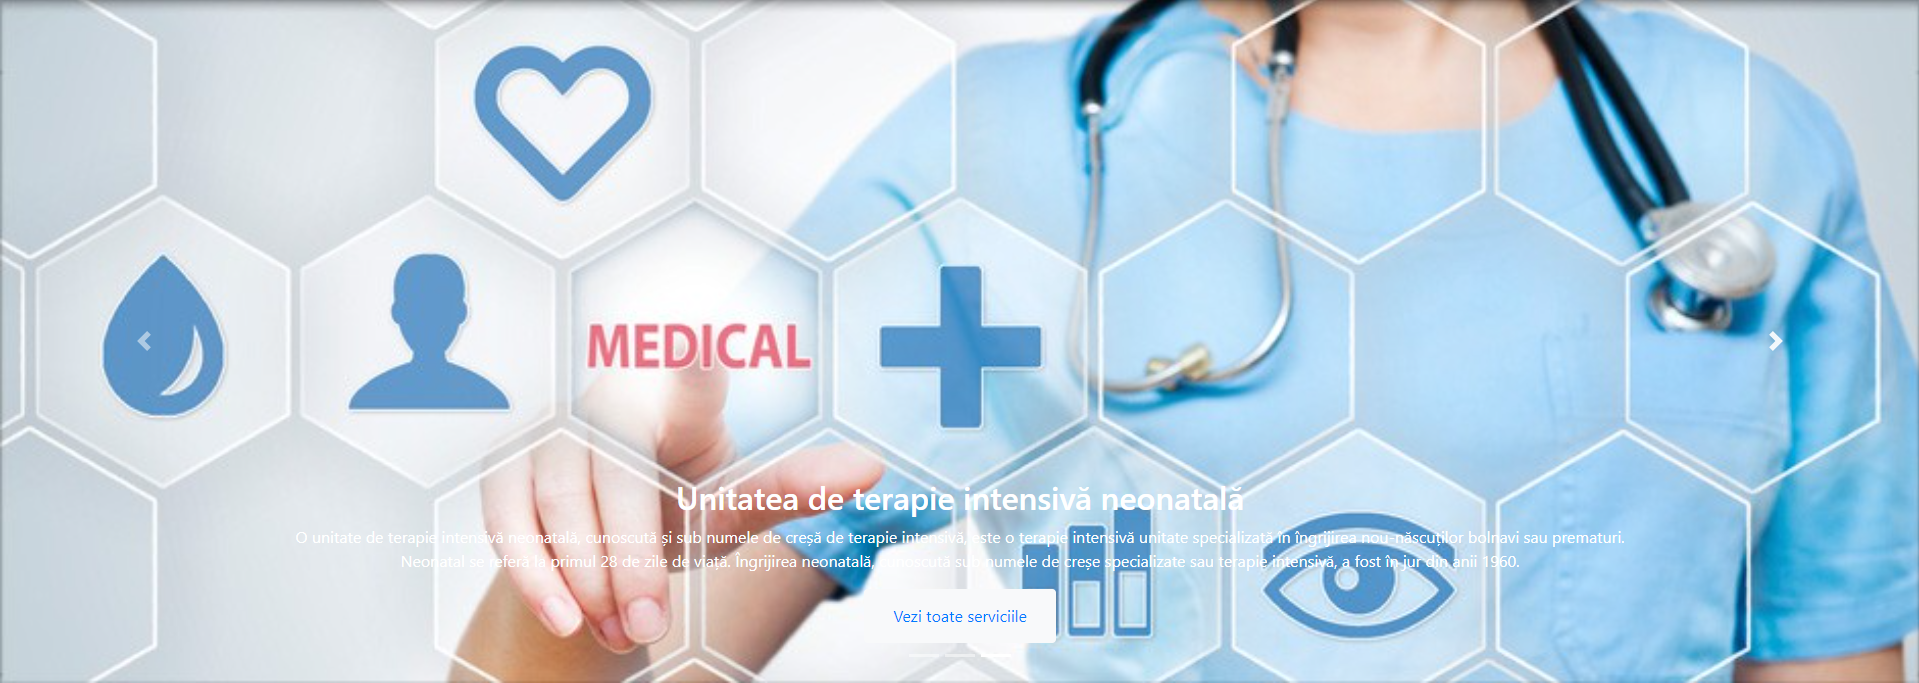 MEDICAL
Unitatea de terapie intensivă neonatală
O unitate de terapie intensivă neonatală, cunoscută și sub numele de creșă de terapie intensivă, este o terapie intensivă unitate specializată în îngrijirea nou-născuților bolnavi sau prematuri.
Neonatal se referă la primul 28 de zile de viață. Îngrijirea neonatală, cunoscută sub numele de creșe specializate sau terapie intensivă, a fost în jur din anii 1960.
Vezi toate serviciile